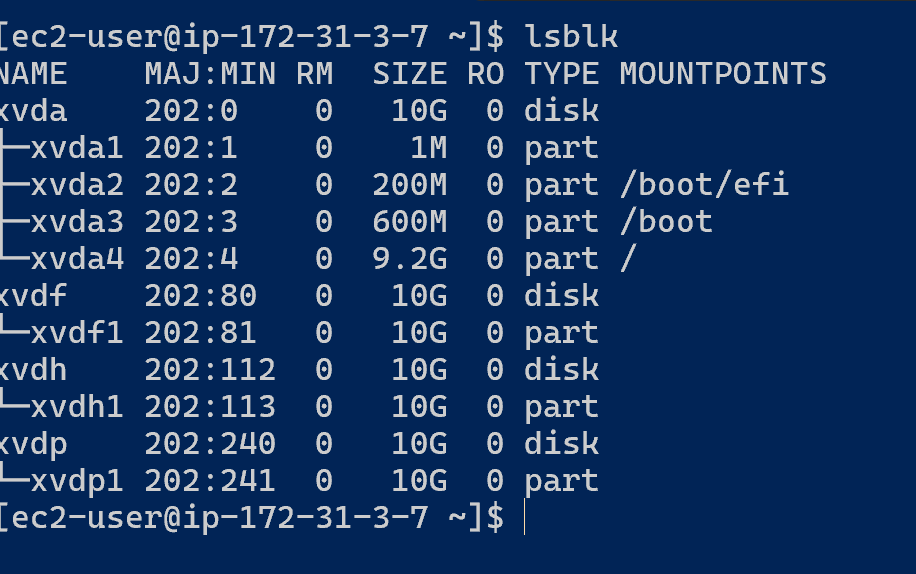 [ec2-user@ip-172-31-3-7 ~]$ lsblk
NAME    MAJ:MIN RM  SIZE RO TYPE MOUNTPOINTS
xvda    202:0    0   10G  0 disk
├─xvda1 202:1    0    1M  0 part
├─xvda2 202:2    0  200M  0 part /boot/efi
├─xvda3 202:3    0  600M  0 part /boot
└─xvda4 202:4    0  9.2G  0 part /
xvdf    202:80   0   10G  0 disk
└─xvdf1 202:81   0   10G  0 part
xvdh    202:112  0   10G  0 disk
└─xvdh1 202:113  0   10G  0 part
xvdp    202:240  0   10G  0 disk
└─xvdp1 202:241  0   10G  0 part
[ec2-user@ip-172-31-3-7 ~]$